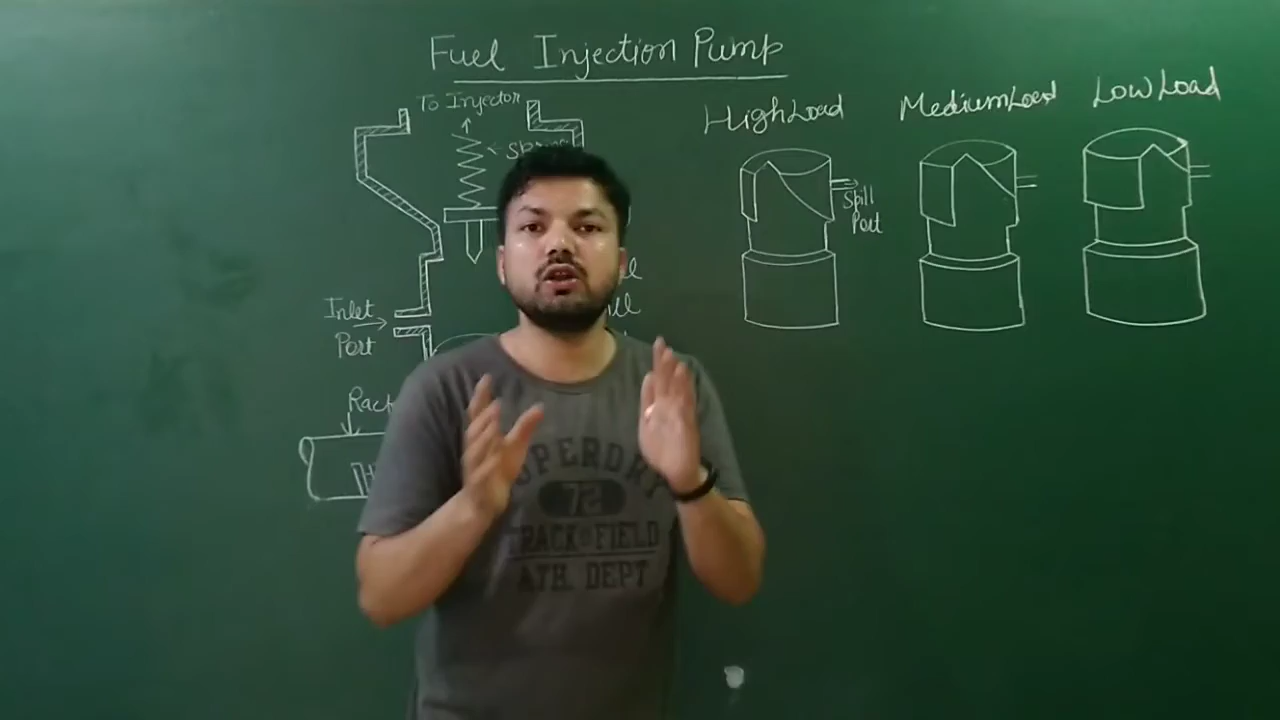 Fuel Injection Pump
To Injector
High Load
Medium Load
Low Load
Spill
Port
Inlet
Port
SUPERDRY
72
TRACK & FIELD
ATH. DEPT